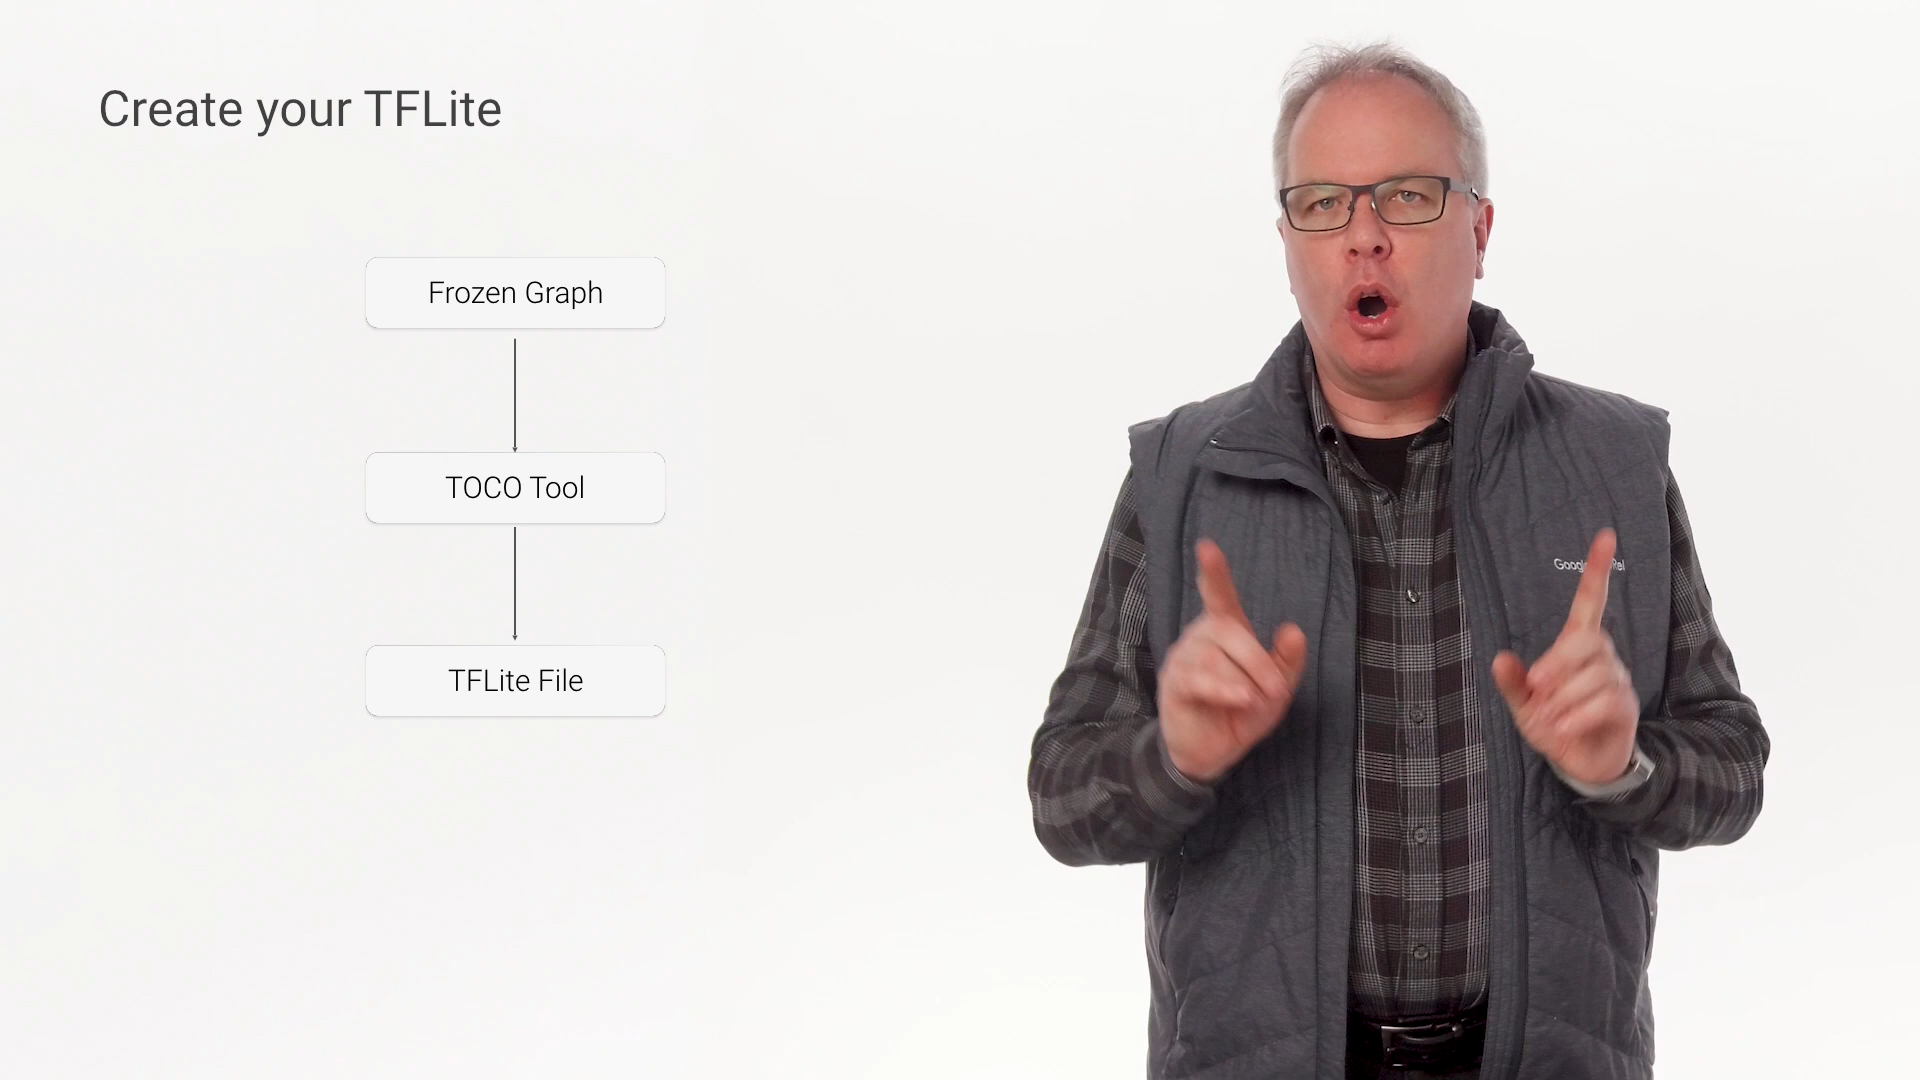 Create your TFLite
Frozen Graph
TOCO Tool
TFLite File